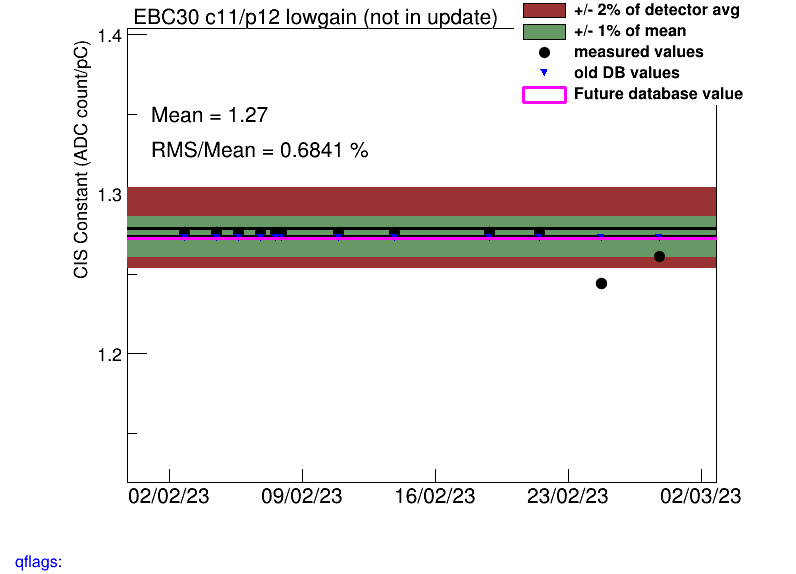 EBC30 c11/p12 lowgain (not in update)
+/- 2% of detector avg
+/- 1% of mean
measured values
old DB values
Future database value
CIS Constant (ADC count/pC)
Mean = 1.27
RMS/Mean = 0.6841 %
1.4
1.3
1.2
02/02/23
09/02/23
16/02/23
23/02/23
02/03/23
qflags: